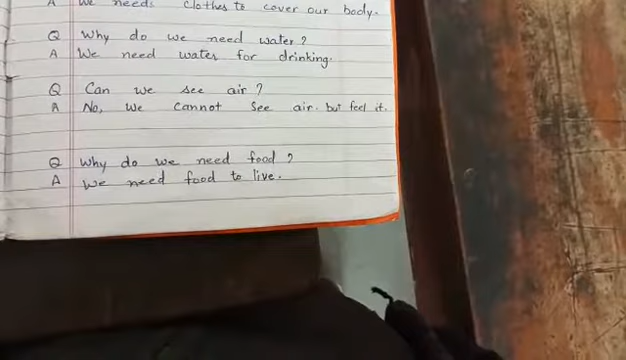 A We need clothes to cover our body.
Q Why do we need water?
A We need water for drinking.
Q Can we see air?
A No, we cannot see air. but feel it.
Q Why do we need food?
A We need food to live.